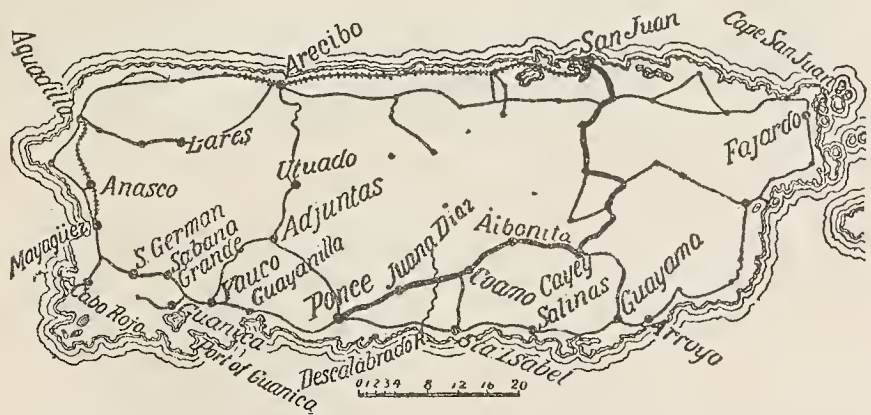 Aguadilla
Arecibo
San Juan
Cape San Juan
Lares
Fajardo
Utuado
Anasco
Adjuntas
Mayagüez
S. German
Sabana
Grande
Yauco
Guayanilla
Ponce
Juana Diaz
Aibonita
Coamo
Cayey
Salinas
Guayama
Cabo Rojo
Guanica
Port of Guanica
Descalabrado R.
Sta Isabel
Arroyo
0 1 2 3 4 8 12 16 20